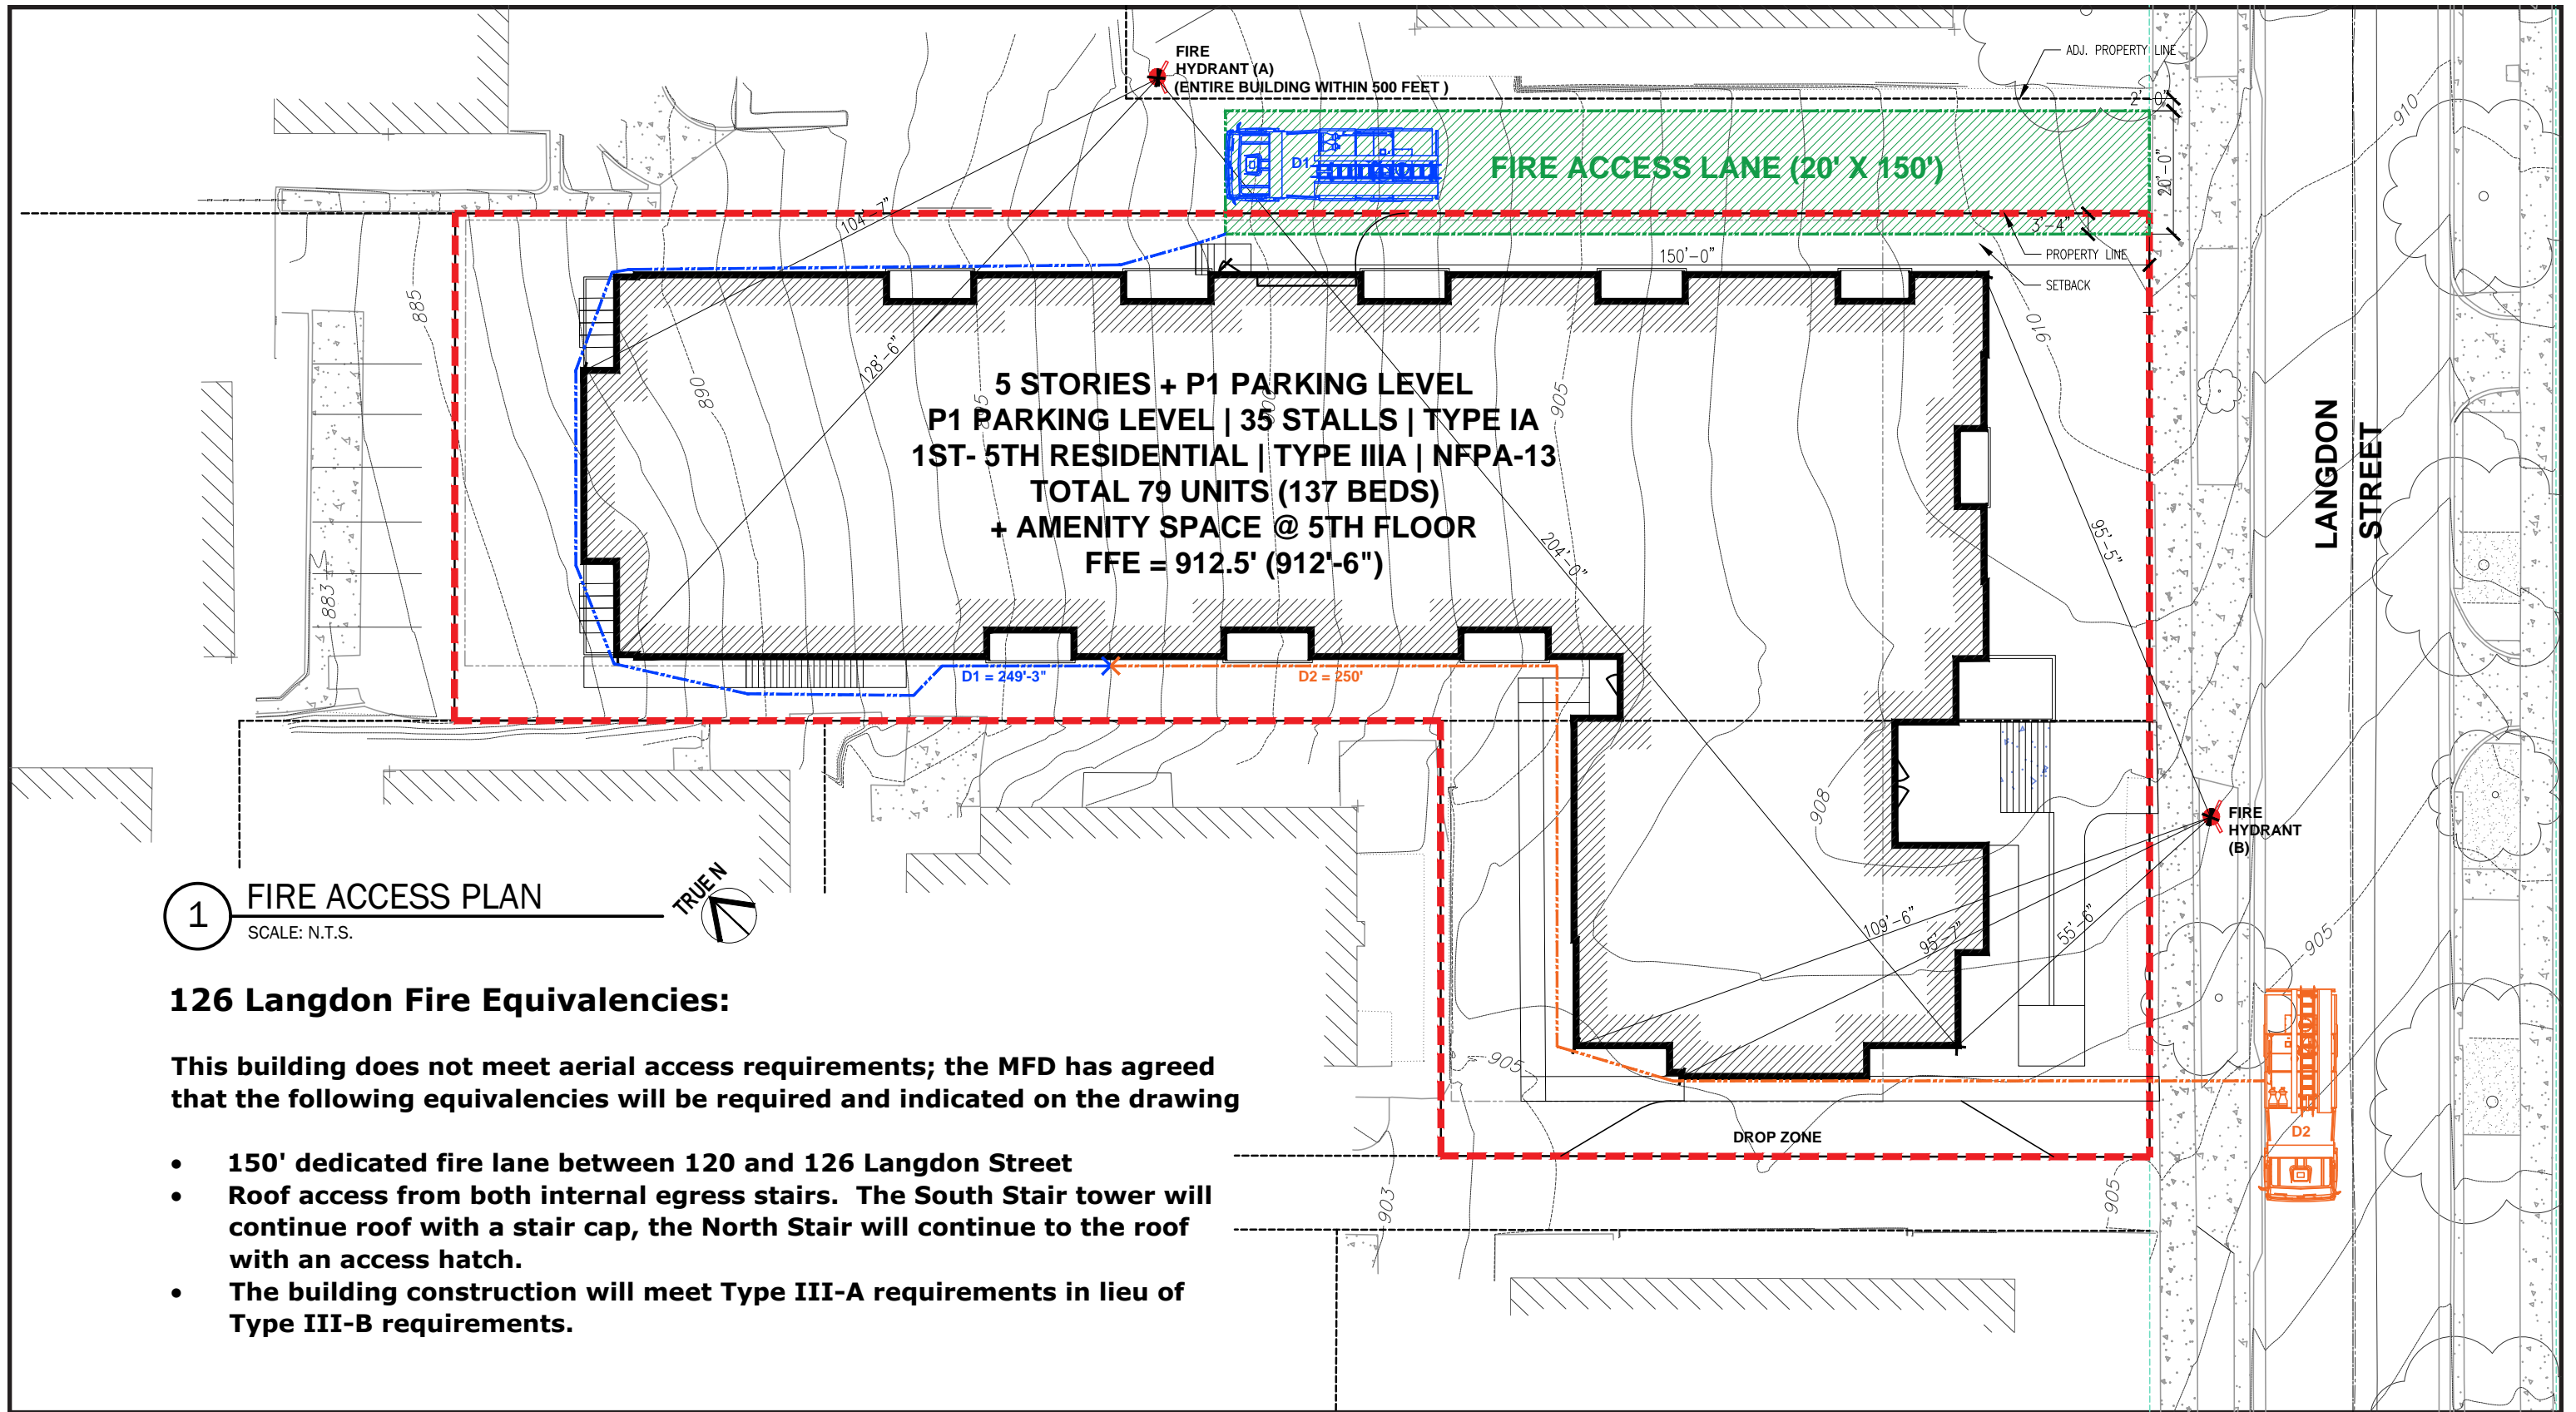 FIRE
HYDRANT (A)
(ENTIRE BUILDING WITHIN 500 FEET )
ADJ. PROPERTY LINE
2'-0"
910
D1
FIRE ACCESS LANE (20' X 150')
20'-0"
104'-7"
3'-4"
PROPERTY LINE
150'-0"
SETBACK
885
910
128'-6"
890
895
905
5 STORIES + P1 PARKING LEVEL
P1 PARKING LEVEL | 35 STALLS | TYPE IA
1ST- 5TH RESIDENTIAL | TYPE IIIA | NFPA-13
TOTAL 79 UNITS (137 BEDS)
+ AMENITY SPACE @ 5TH FLOOR
FFE = 912.5' (912'-6")
LANGDON
STREET
204'-0"
95'-5"
883
D1 = 249'-3"
D2 = 250'
908
FIRE
HYDRANT
(B)
1
FIRE ACCESS PLAN
SCALE: N.T.S.
TRUE N
109'-6"
95'-7"
55'-6"
905
126 Langdon Fire Equivalencies:
This building does not meet aerial access requirements; the MFD has agreed
that the following equivalencies will be required and indicated on the drawing
• 150' dedicated fire lane between 120 and 126 Langdon Street
• Roof access from both internal egress stairs. The South Stair tower will
continue roof with a stair cap, the North Stair will continue to the roof
with an access hatch.
• The building construction will meet Type III-A requirements in lieu of
Type III-B requirements.
905
DROP ZONE
D2
903
905